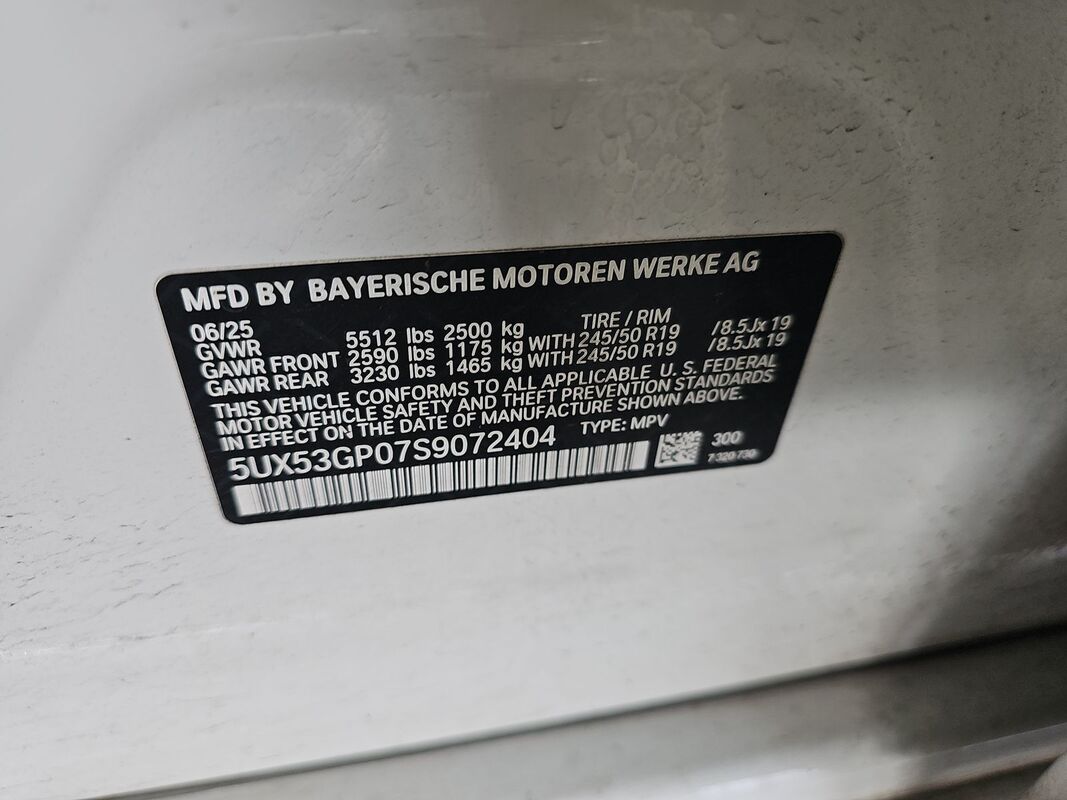 MFD BY BAYERISCHE MOTOREN WERKE AG
06/25 TIRE / RIM
GVWR 5512 lbs 2500 kg
GAWR FRONT 2590 lbs 1175 kg WITH 245/50 R19 /8.5Jx 19
GAWR REAR 3230 lbs 1465 kg WITH 245/50 R19 /8.5Jx 19
THIS VEHICLE CONFORMS TO ALL APPLICABLE U. S. FEDERAL
MOTOR VEHICLE SAFETY AND THEFT PREVENTION STANDARDS
IN EFFECT ON THE DATE OF MANUFACTURE SHOWN ABOVE.
5UX53GP07S9072404 TYPE: MPV
300
7 320 730